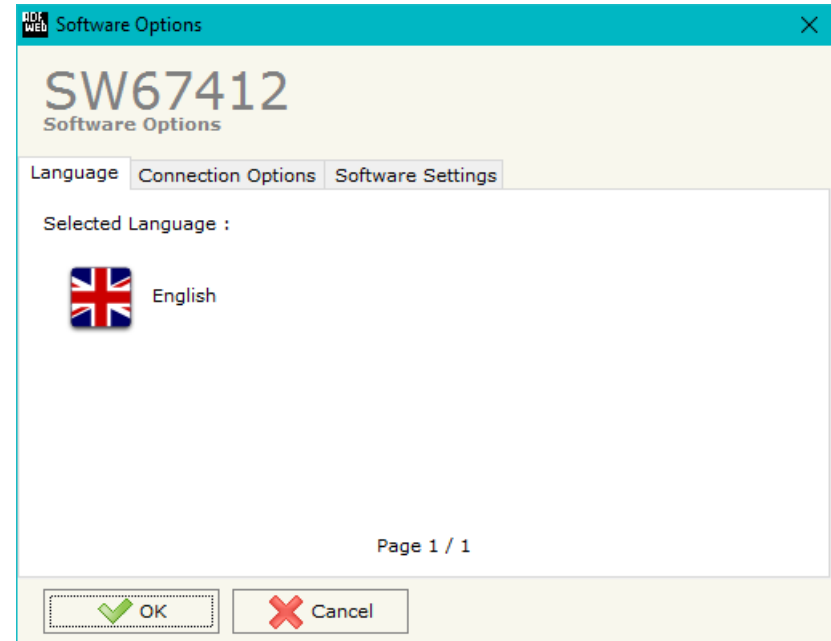 ADF
WEB Software Options
SW67412
Software Options
Language Connection Options Software Settings
Selected Language :
English
Page 1 / 1
OK Cancel